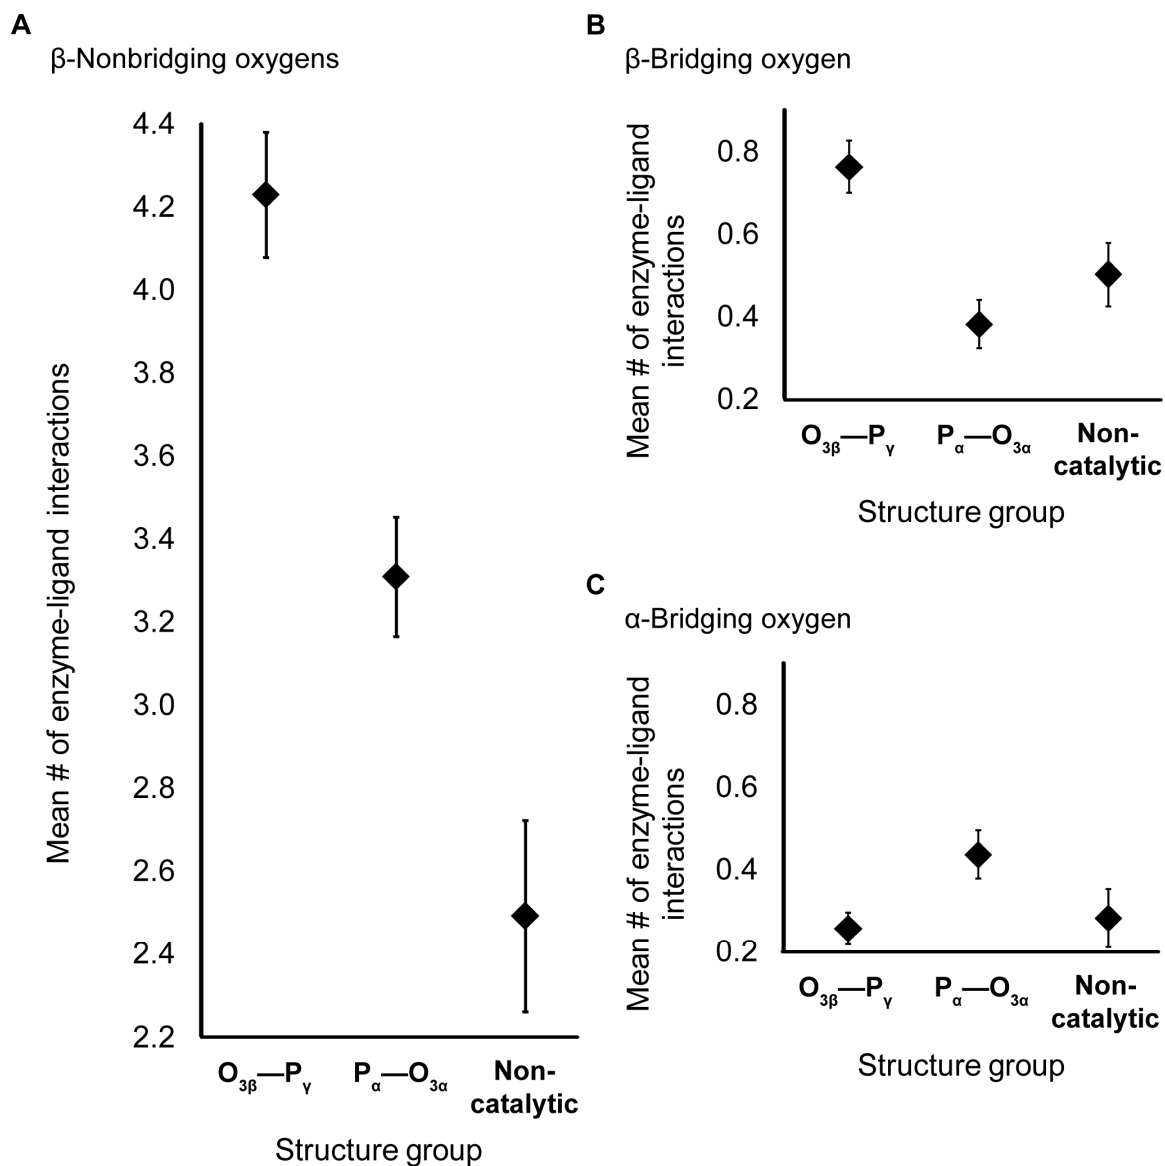 A
β-Nonbridging oxygens
4.4
4.2
4.0
3.8
3.6
3.4
3.2
3.0
2.8
2.6
2.4
2.2
Mean # of enzyme-ligand interactions
O3β—Pγ
Pα—O3α
Non-
catalytic
Structure group
B
β-Bridging oxygen
Mean # of enzyme-ligand
interactions
0.8
0.6
0.4
0.2
O3β—Pγ
Pα—O3α
Non-
catalytic
Structure group
C
α-Bridging oxygen
Mean # of enzyme-ligand
interactions
0.8
0.6
0.4
0.2
O3β—Pγ
Pα—O3α
Non-
catalytic
Structure group